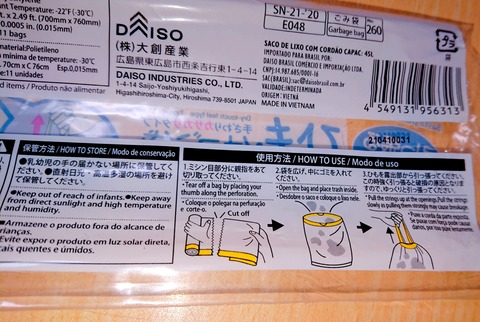 stant Temperature: -22°F (-30°C)
x 2.49 ft. (700mm x 760mm)
0.0005 in. (0.015mm)
11 bags
material:Polietileno
mínima de temperatura: -30°C
70cm x 76cm Esp.:0.015mm
e:11 unidades
d items / Produto não alimentar
DAISO
(株)大創産業
広島県東広島市西条吉行東1-4-14
DAISO INDUSTRIES CO., LTD.
Higashihiroshima-City, Hiroshima 739-8501 JAPAN
SN-21-'20
E048
ごみ袋
Garbage bag
260
SACO DE LIXO COM CORDÃO CAPAC: 45L
IMPORTADO PARA BRASIL POR:
DAISO BRASIL COMÉRCIO E IMPORTAÇÃO LTDA.
CNPJ:14.987.685/0001-16
SAC(Brasil):sac@daisobrasil.com.br
VALIDADE:INDETERMINADA
ORIGEM:VIETNÃ
MADE IN VIETNAM
プラ
4 549131 956313
210410031
保管方法 / HOW TO STORE / Modo de conservação
●乳幼児の手の届かない場所に保管してください。
●直射日光・高温多湿の場所を避けて保管してください。
●Keep out of reach of infants. ●Keep away from direct sunlight and high temperature and humidity.
Armazene o produto fora do alcance de
crianças.
Evite expor o produto em luz solar direta,
cais quentes e úmidos.
使用方法 / HOW TO USE / Modo de uso
1.ミシン目部分に親指をあて切り取ってください。
・Tear off a bag by placing your thumb along the perforation.
・Coloque o polegar na perfuração e corte-o.
Cut off
2.袋を広げ、中にゴミを入れてください。
・Open the bag and place trash inside.
・Desdobre o saco e coloque o lixo nele.
・Pull the strings up at the openings. Pull the strings slowly as pulling them strongly may cause breakage.